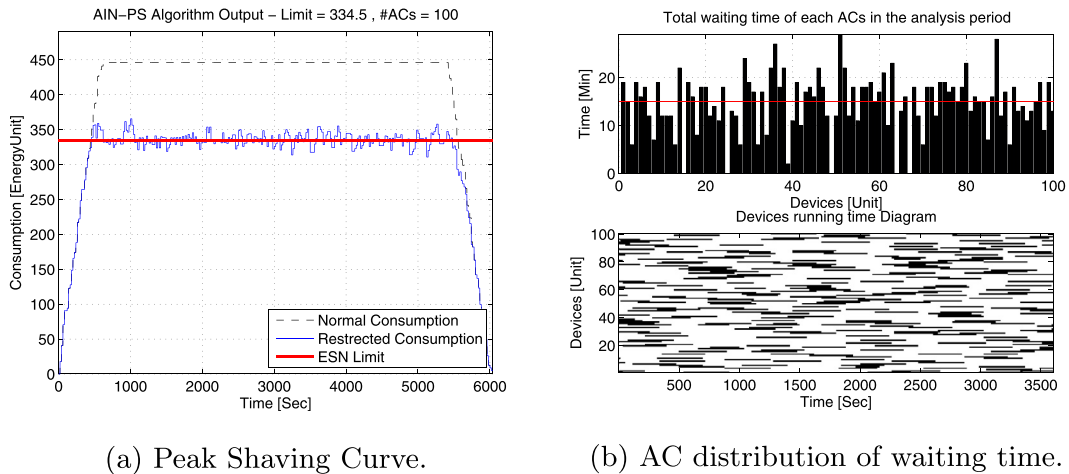 AIN-PS Algorithm Output - Limit = 334.5 , #ACs = 100
450
400
350
300
250
200
150
100
50
0
Consumption [EnergyUnit]
Normal Consumption
Restrected Consumption
ESN Limit
0 1000 2000 3000 4000 5000 6000
Time [Sec]
(a) Peak Shaving Curve.
Total waiting time of each ACs in the analysis period
20
10
0
Time [Min]
0 20 40 60 80 100
Devices [Unit]
Devices running time Diagram
100
80
60
40
20
Devices [Unit]
500 1000 1500 2000 2500 3000 3500
Time [Sec]
(b) AC distribution of waiting time.